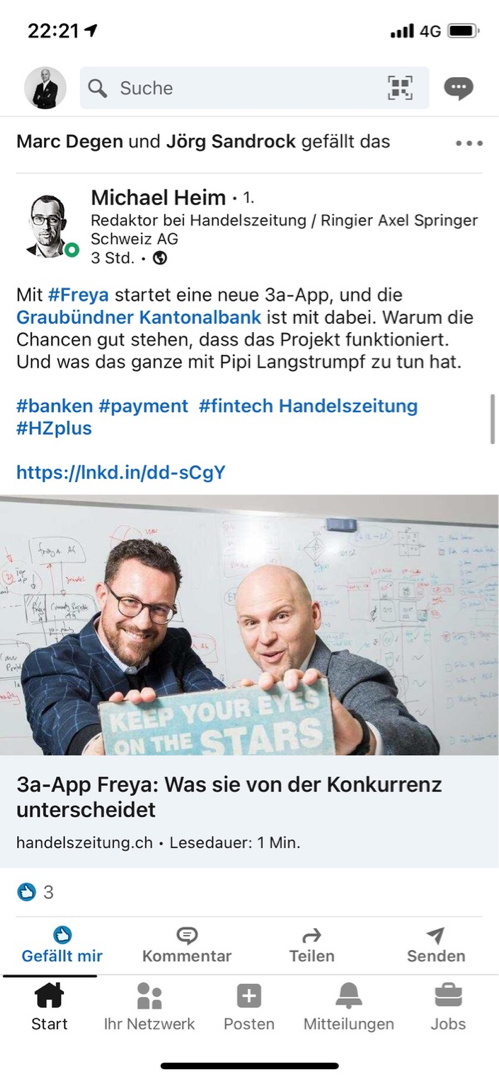 22:21
4G
Suche
Marc Degen und Jörg Sandrock gefällt das
Michael Heim • 1.
Redaktor bei Handelszeitung / Ringier Axel Springer
Schweiz AG
3 Std. •
Mit #Freya startet eine neue 3a-App, und die
Graubündner Kantonalbank ist mit dabei. Warum die
Chancen gut stehen, dass das Projekt funktioniert.
Und was das ganze mit Pipi Langstrumpf zu tun hat.
#banken #payment #fintech Handelszeitung
#HZplus
https://lnkd.in/dd-sCgY
KEEP YOUR EYES
ON THE STARS
3a-App Freya: Was sie von der Konkurrenz
unterscheidet
handelszeitung.ch • Lesedauer: 1 Min.
3
Gefällt mir
Kommentar
Teilen
Senden
Start
Ihr Netzwerk
Posten
Mitteilungen
Jobs